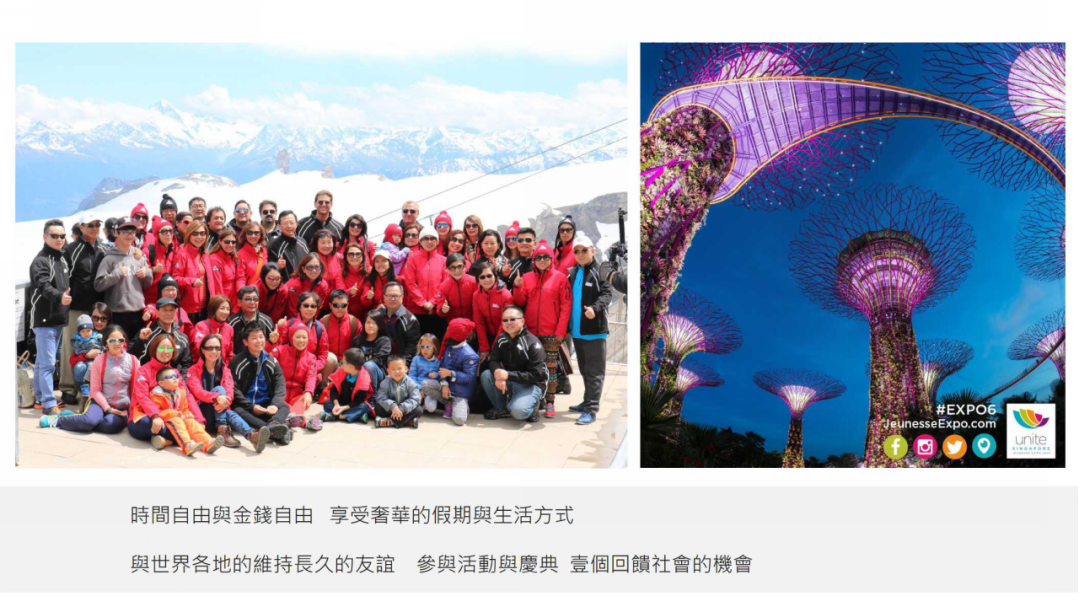 #EXPO6
JeunesseExpo.com
unite
SINGAPORE
時間自由與金錢自由 享受奢華的假期與生活方式
與世界各地的維持長久的友誼 參與活動與慶典 壹個回饋社會的機會